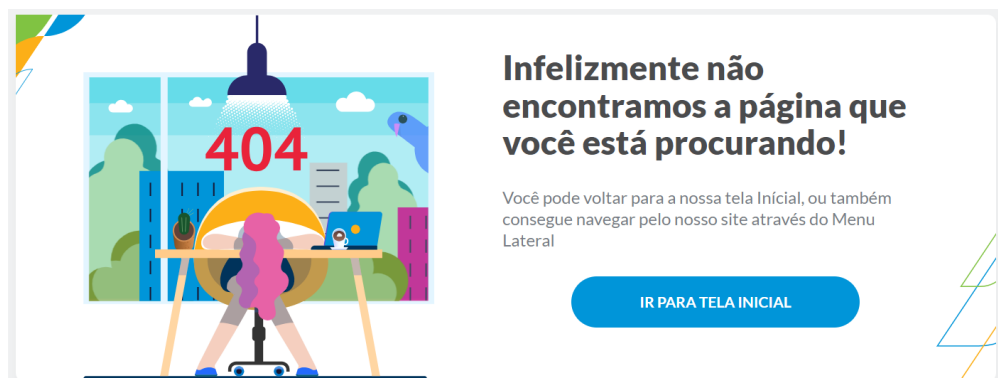 404
Infelizmente não
encontramos a página que
você está procurando!
Você pode voltar para a nossa tela Inícial, ou também
consegue navegar pelo nosso site através do Menu
Lateral
IR PARA TELA INICIAL